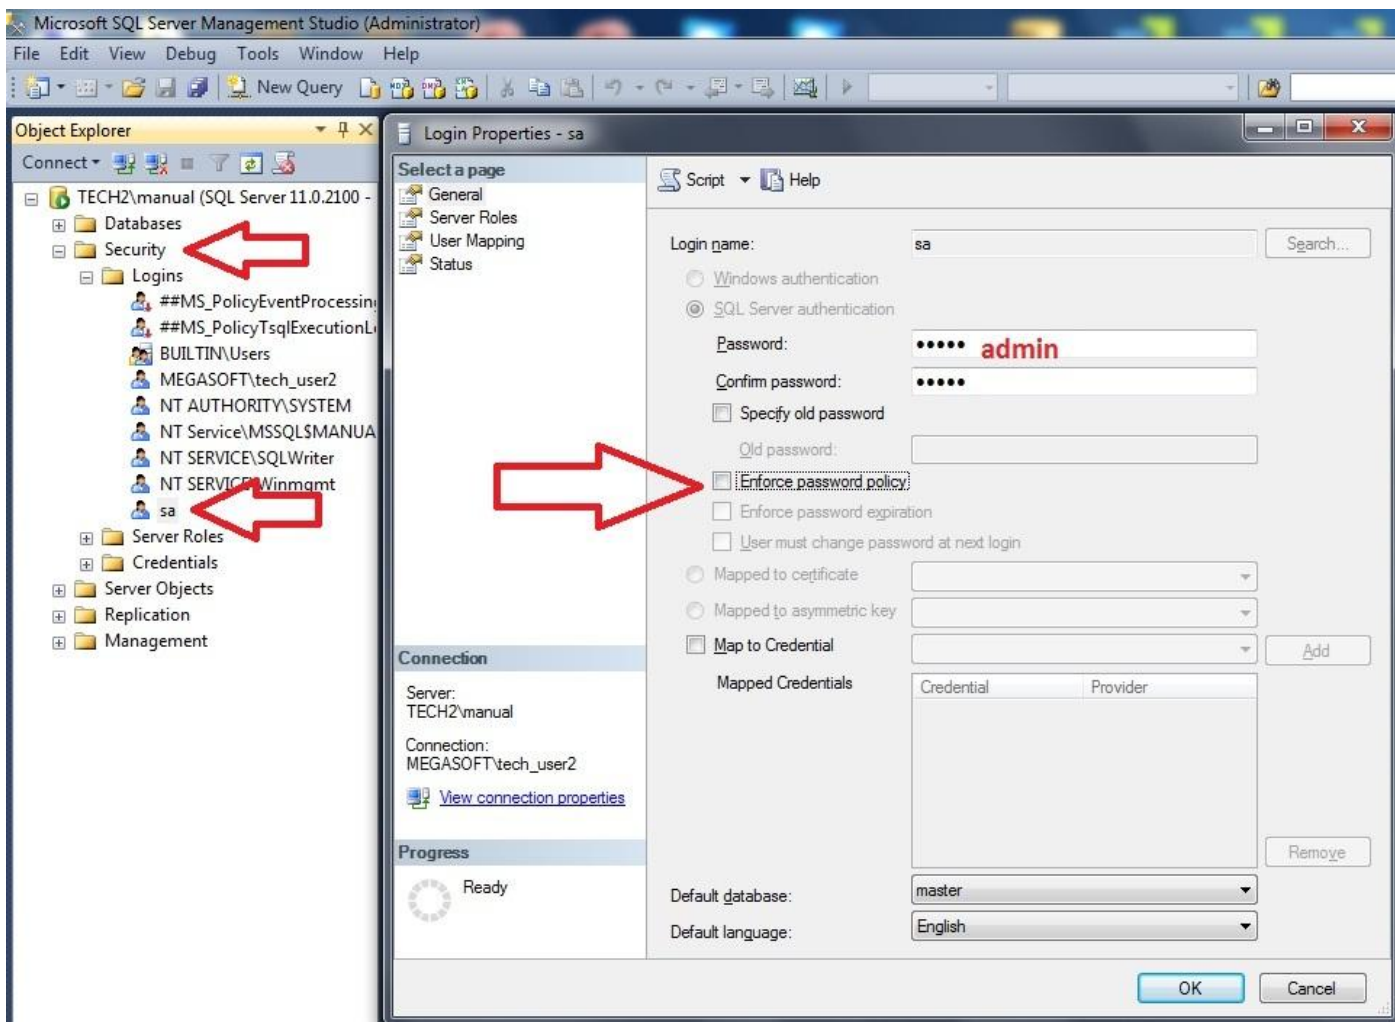 Microsoft SQL Server Management Studio (Administrator)
File Edit View Debug Tools Window Help
New Query
Object Explorer
Connect
TECH2\manual (SQL Server 11.0.2100 -
Databases
Security
Logins
##MS_PolicyEventProcessin
##MS_PolicyTsqlExecutionL
BUILTIN\Users
MEGASOFT\tech_user2
NT AUTHORITY\SYSTEM
NT Service\MSSQL$MANUA
NT SERVICE\SQLWriter
NT SERVICE\Winmgmt
sa
Server Roles
Credentials
Server Objects
Replication
Management
Login Properties - sa
Select a page
General
Server Roles
User Mapping
Status
Connection
Server:
TECH2\manual
Connection:
MEGASOFT\tech_user2
View connection properties
Progress
Ready
Script Help
Login name: sa Search...
Windows authentication
SQL Server authentication
Password: ••••• admin
Confirm password: •••••
Specify old password
Old password:
Enforce password policy
Enforce password expiration
User must change password at next login
Mapped to certificate
Mapped to asymmetric key
Map to Credential Add
Mapped Credentials Credential Provider
Remove
Default database: master
Default language: English
OK Cancel